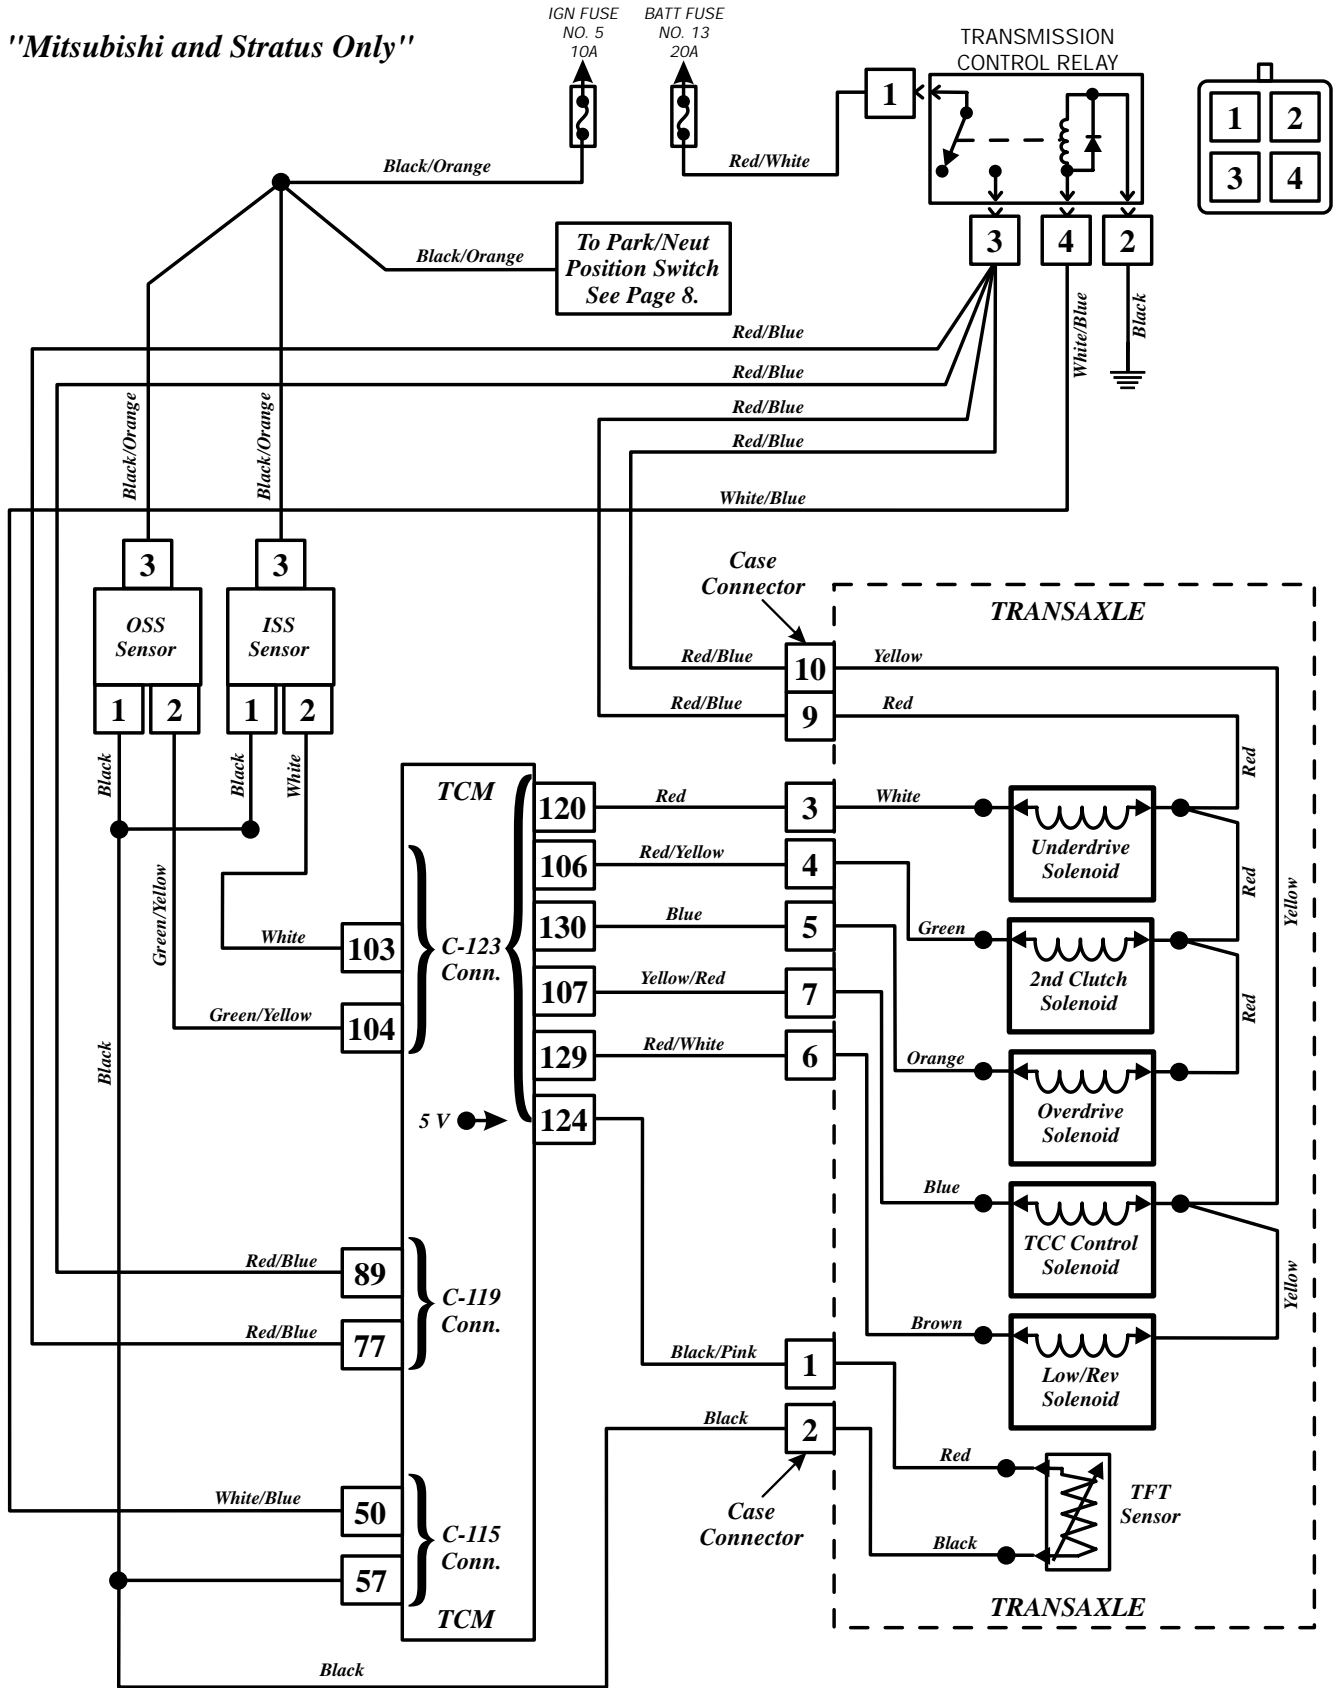 "Mitsubishi and Stratus Only"
IGN FUSE
NO. 5
10A
BATT FUSE
NO. 13
20A
TRANSMISSION
CONTROL RELAY
1
1 2
3 4
Red/White
Black/Orange
To Park/Neut
Position Switch
See Page 8.
Black/Orange
3 4 2
White/Blue
Black
Red/Blue
Red/Blue
Red/Blue
Red/Blue
White/Blue
Black/Orange
Black/Orange
3
3
OSS
Sensor
ISS
Sensor
1 2
1 2
Black
Black
White
Green/Yellow
Black
White
Green/Yellow
Case
Connector
TRANSAXLE
Red/Blue 10 Yellow
Red/Blue 9 Red
Red
Red
Red
Yellow
Yellow
TCM
120 Red 3 White
Underdrive
Solenoid
106 Red/Yellow 4
103
C-123
Conn.
130 Blue 5 Green
2nd Clutch
Solenoid
107 Yellow/Red 7
104
129 Red/White 6 Orange
Overdrive
Solenoid
5 V
124
Blue
TCC Control
Solenoid
Red/Blue 89
C-119
Conn.
Red/Blue 77
Brown
Low/Rev
Solenoid
Black/Pink 1
Black 2
Red
TFT
Sensor
Black
Case
Connector
White/Blue 50
C-115
Conn.
57
TCM
TRANSAXLE
Black